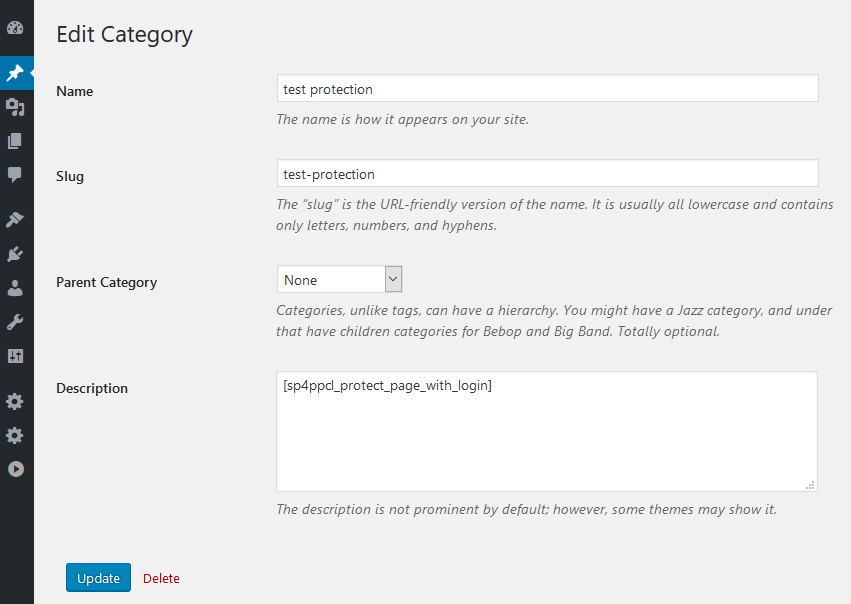 Edit Category
Name
test protection
The name is how it appears on your site.
Slug
test-protection
The “slug” is the URL-friendly version of the name. It is usually all lowercase and contains
only letters, numbers, and hyphens.
Parent Category
None
Categories, unlike tags, can have a hierarchy. You might have a Jazz category, and under
that have children categories for Bebop and Big Band. Totally optional.
Description
[sp4ppcl_protect_page_with_login]
The description is not prominent by default; however, some themes may show it.
Update Delete